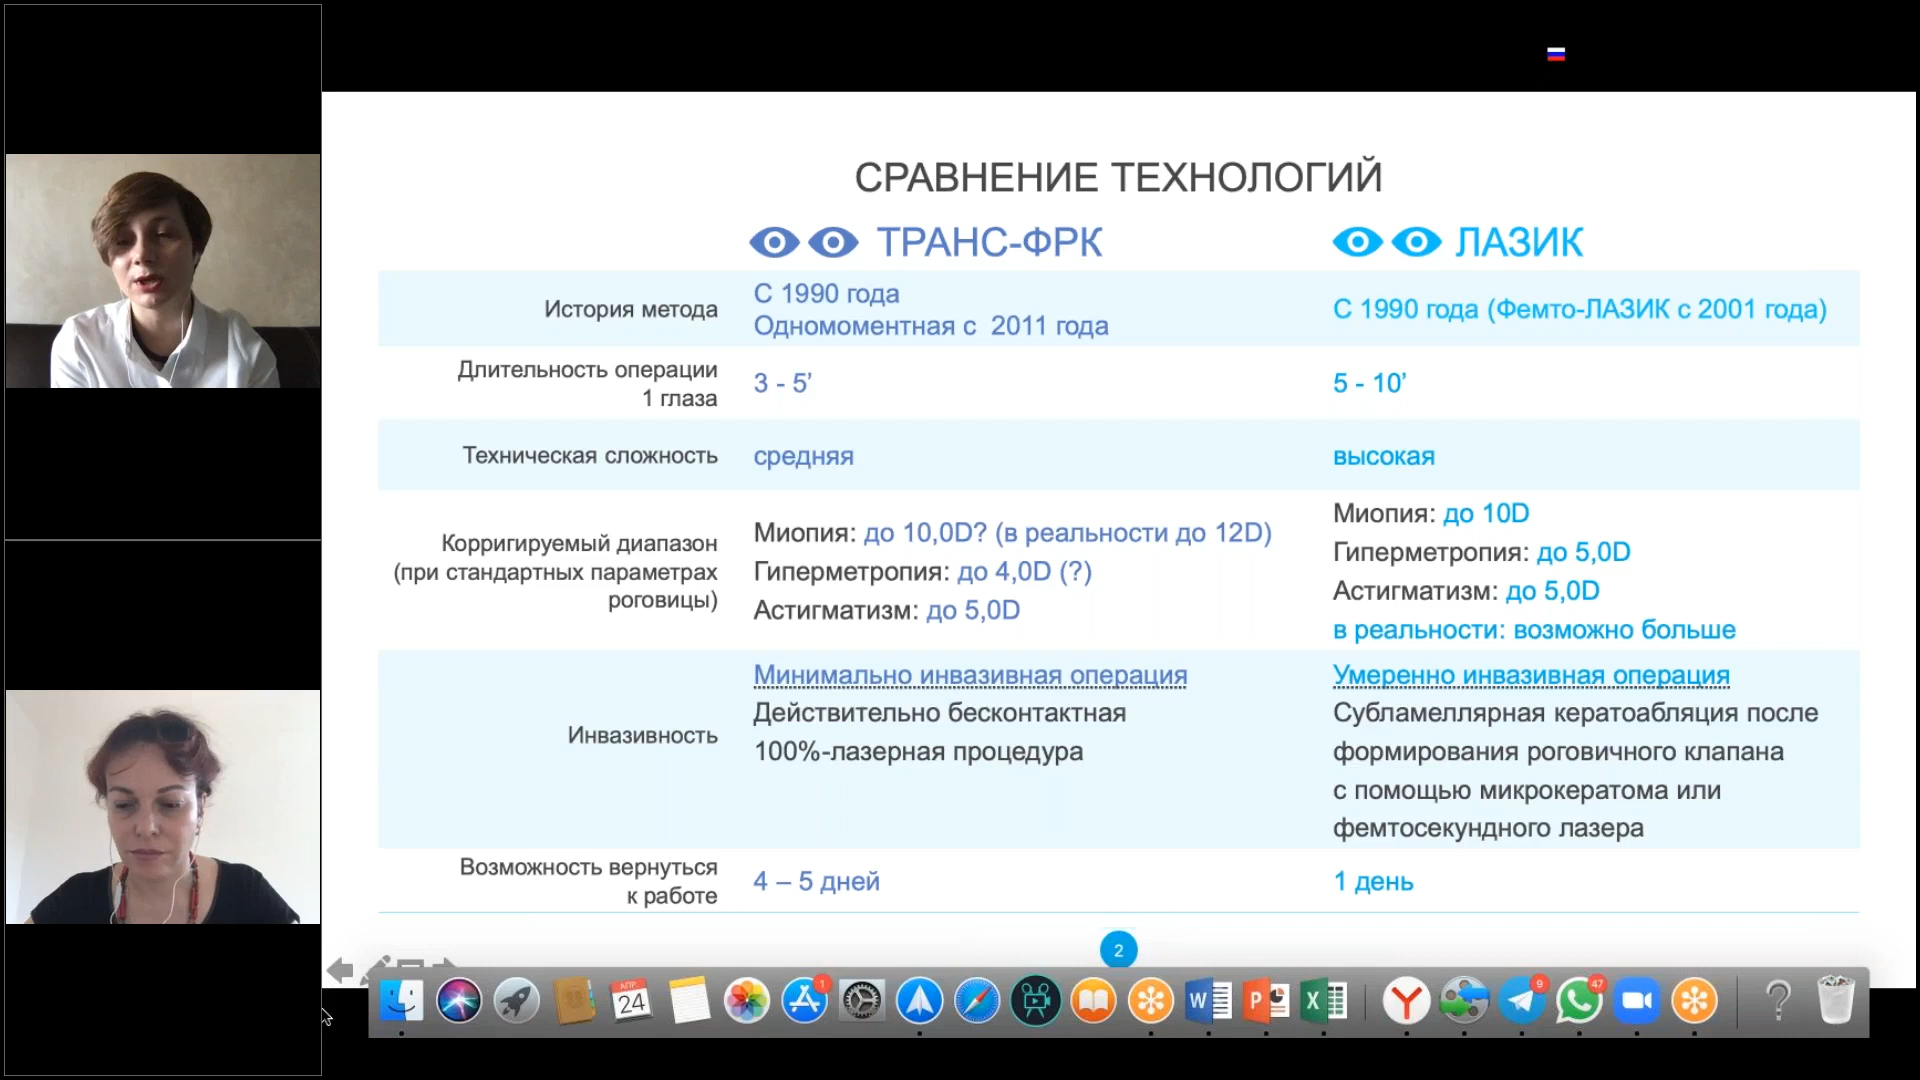 СРАВНЕНИЕ ТЕХНОЛОГИЙ
ТРАНС-ФРК
ЛАЗИК
История метода
С 1990 года
Одномоментная с 2011 года
С 1990 года (Фемто-ЛАЗИК с 2001 года)
Длительность операции
1 глаза
3 - 5’
5 - 10’
Техническая сложность
средняя
высокая
Корригируемый диапазон
(при стандартных параметрах
роговицы)
Миопия: до 10,0D? (в реальности до 12D)
Гиперметропия: до 4,0D (?)
Астигматизм: до 5,0D
Миопия: до 10D
Гиперметропия: до 5,0D
Астигматизм: до 5,0D
в реальности: возможно больше
Инвазивность
Минимально инвазивная операция
Действительно бесконтактная
100%-лазерная процедура
Умеренно инвазивная операция
Субламеллярная кератоабляция после
формирования роговичного клапана
с помощью микрокератома или
фемтосекундного лазера
Возможность вернуться
к работе
4 – 5 дней
1 день
2
АПР.
24
1
W
P
X
9
47
?